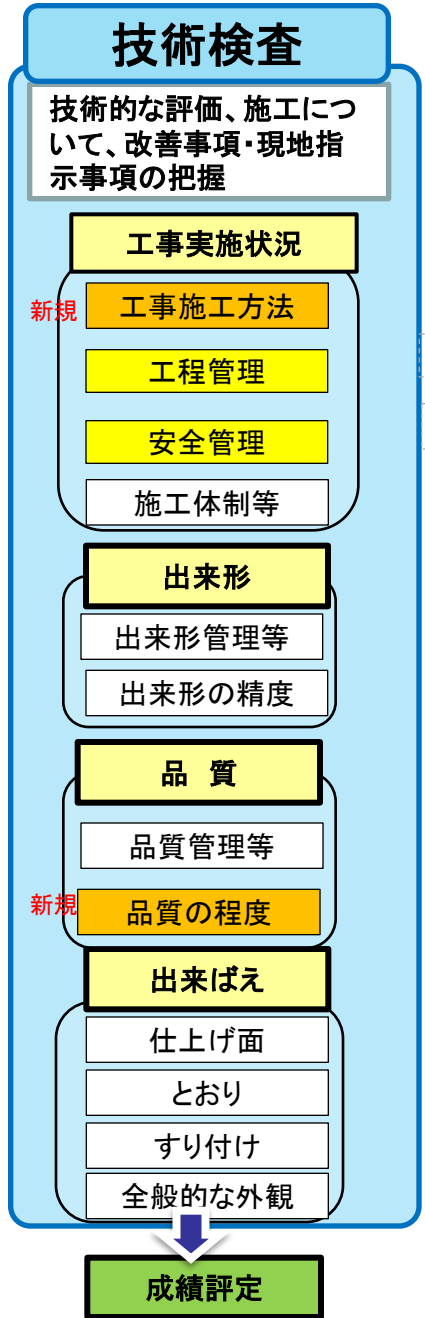 技術検査
技術的な評価、施工につ
いて、改善事項・現地指
示事項の把握
工事実施状況
新規
工事施工方法
工程管理
安全管理
施工体制等
出来形
出来形管理等
出来形の精度
品 質
品質管理等
新規
品質の程度
出来ばえ
仕上げ面
とおり
すり付け
全般的な外観
成績評定